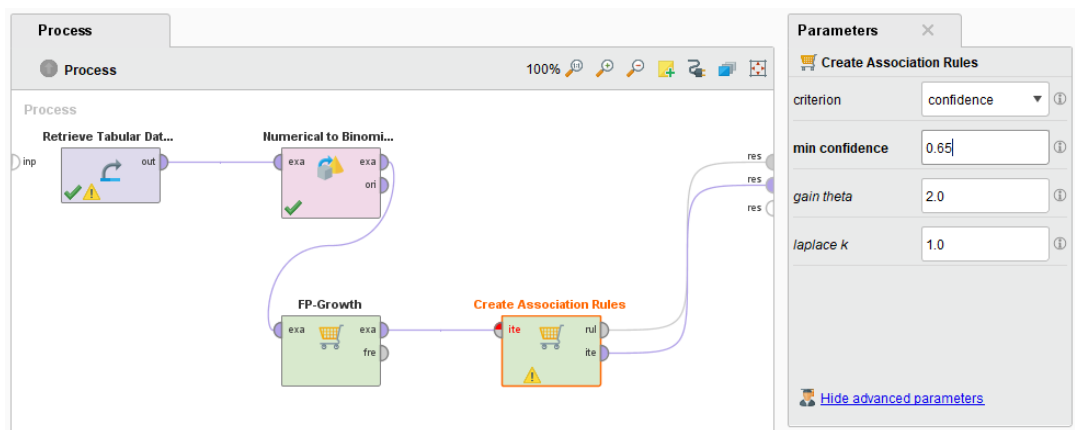 Process
Process
100%
Process
Retrieve Tabular Dat...
inp
out
Numerical to Binomi...
exa
exa
ori
res
res
res
FP-Growth
exa
exa
fre
Create Association Rules
ite
rul
ite
Parameters
Create Association Rules
criterion
confidence
min confidence
0.65
gain theta
2.0
laplace k
1.0
Hide advanced parameters